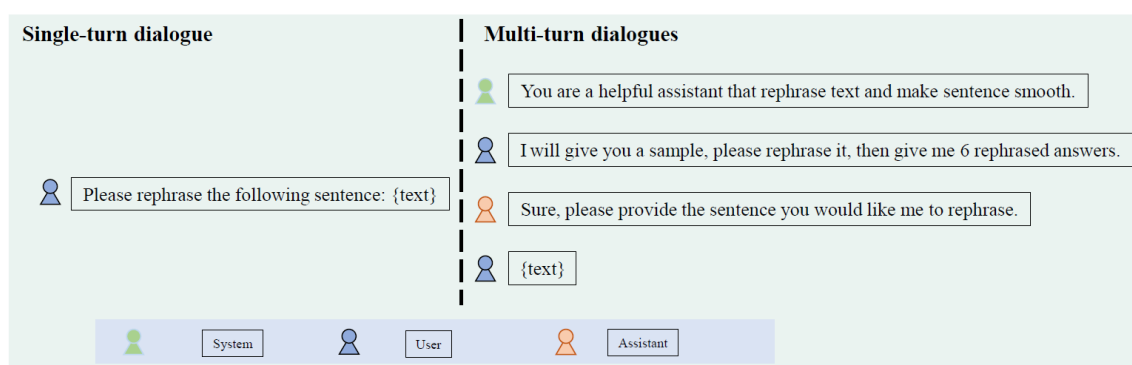 Single-turn dialogue
Multi-turn dialogues
You are a helpful assistant that rephrase text and make sentence smooth.
I will give you a sample, please rephrase it, then give me 6 rephrased answers.
Please rephrase the following sentence: {text}
Sure, please provide the sentence you would like me to rephrase.
{text}
System
User
Assistant